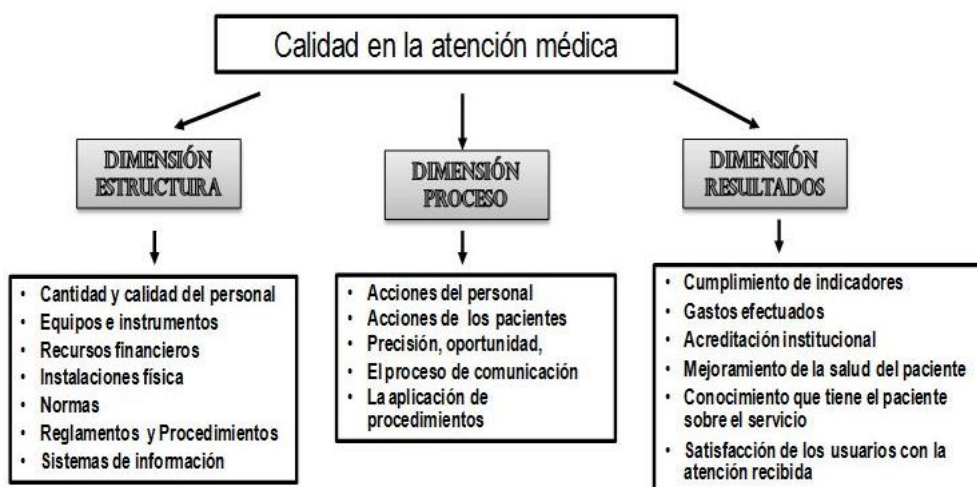 Calidad en la atención médica
DIMENSIÓN
ESTRUCTURA
• Cantidad y calidad del personal
• Equipos e instrumentos
• Recursos financieros
• Instalaciones física
• Normas
• Reglamentos y Procedimientos
• Sistemas de información
DIMENSIÓN
PROCESO
• Acciones del personal
• Acciones de los pacientes
• Precisión, oportunidad,
• El proceso de comunicación
• La aplicación de
procedimientos
DIMENSIÓN
RESULTADOS
• Cumplimiento de indicadores
• Gastos efectuados
• Acreditación institucional
• Mejoramiento de la salud del paciente
• Conocimiento que tiene el paciente
sobre el servicio
• Satisfacción de los usuarios con la
atención recibida